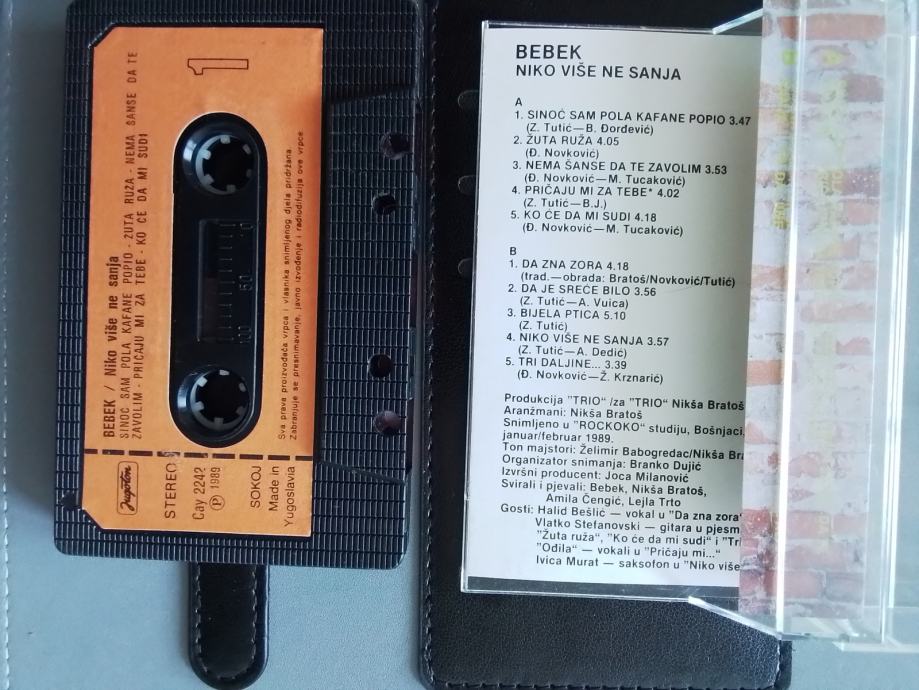 BEBEK / Niko više ne sanja
SINOĆ SAM POLA KAFANE POPIO - ŽUTA RUŽA - NEMA ŠANSE DA TE
ZAVOLIM - PRIČAJU MI ZA TEBE - KO ĆE DA MI SUDI
1
100 50 0
Sva prava proizvođača vrpca i vlasnika snimljenog djela pridržana.
Zabranjuje se presnimavanje, javno izvođenje i radiodifuzija ove vrpce
Jugoton
STEREO
Cay 2242
Ⓟ 1989
SOKOJ
Made in
Yugoslavia
BEBEK
NIKO VIŠE NE SANJA
A
1. SINOĆ SAM POLA KAFANE POPIO 3.47
(Z. Tutić—B. Đorđević)
2. ŽUTA RUŽA 4.05
(Đ. Novković)
3. NEMA ŠANSE DA TE ZAVOLIM 3.53
(Đ. Novković—M. Tucaković)
4. PRIČAJU MI ZA TEBE* 4.02
(Z. Tutić—B.J.)
5. KO ĆE DA MI SUDI 4.18
(Đ. Novković—M. Tucaković)
B
1. DA ZNA ZORA 4.18
(trad.—obrada: Bratoš/Novković/Tutić)
2. DA JE SREĆE BILO 3.56
(Z. Tutić—A. Vuica)
3. BIJELA PTICA 5.10
(Z. Tutić)
4. NIKO VIŠE NE SANJA 3.57
(Z. Tutić—A. Dedić)
5. TRI DALJINE... 3.39
(Đ. Novković—Ž. Krznarić)
Produkcija "TRIO" /za "TRIO" Nikša Bratoš
Aranžmani: Nikša Bratoš
Snimljeno u "ROCKOKO" studiju, Bošnjaci,
januar/februar 1989.
Ton majstori: Želimir Babogredac/Nikša Bra
Organizator snimanja: Branko Dujić
Izvršni producent: Joca Milanović
Svirali i pjevali: Bebek, Nikša Bratoš,
Amila Čengić, Lejla Trto
Gosti: Halid Bešlić — vokal u "Da zna zora"
Vlatko Stefanovski — gitara u pjesm
"Žuta ruža", "Ko će da mi sudi" i "Tri
"Odila" — vokali u "Pričaju mi..."
Ivica Murat — saksofon u "Niko više